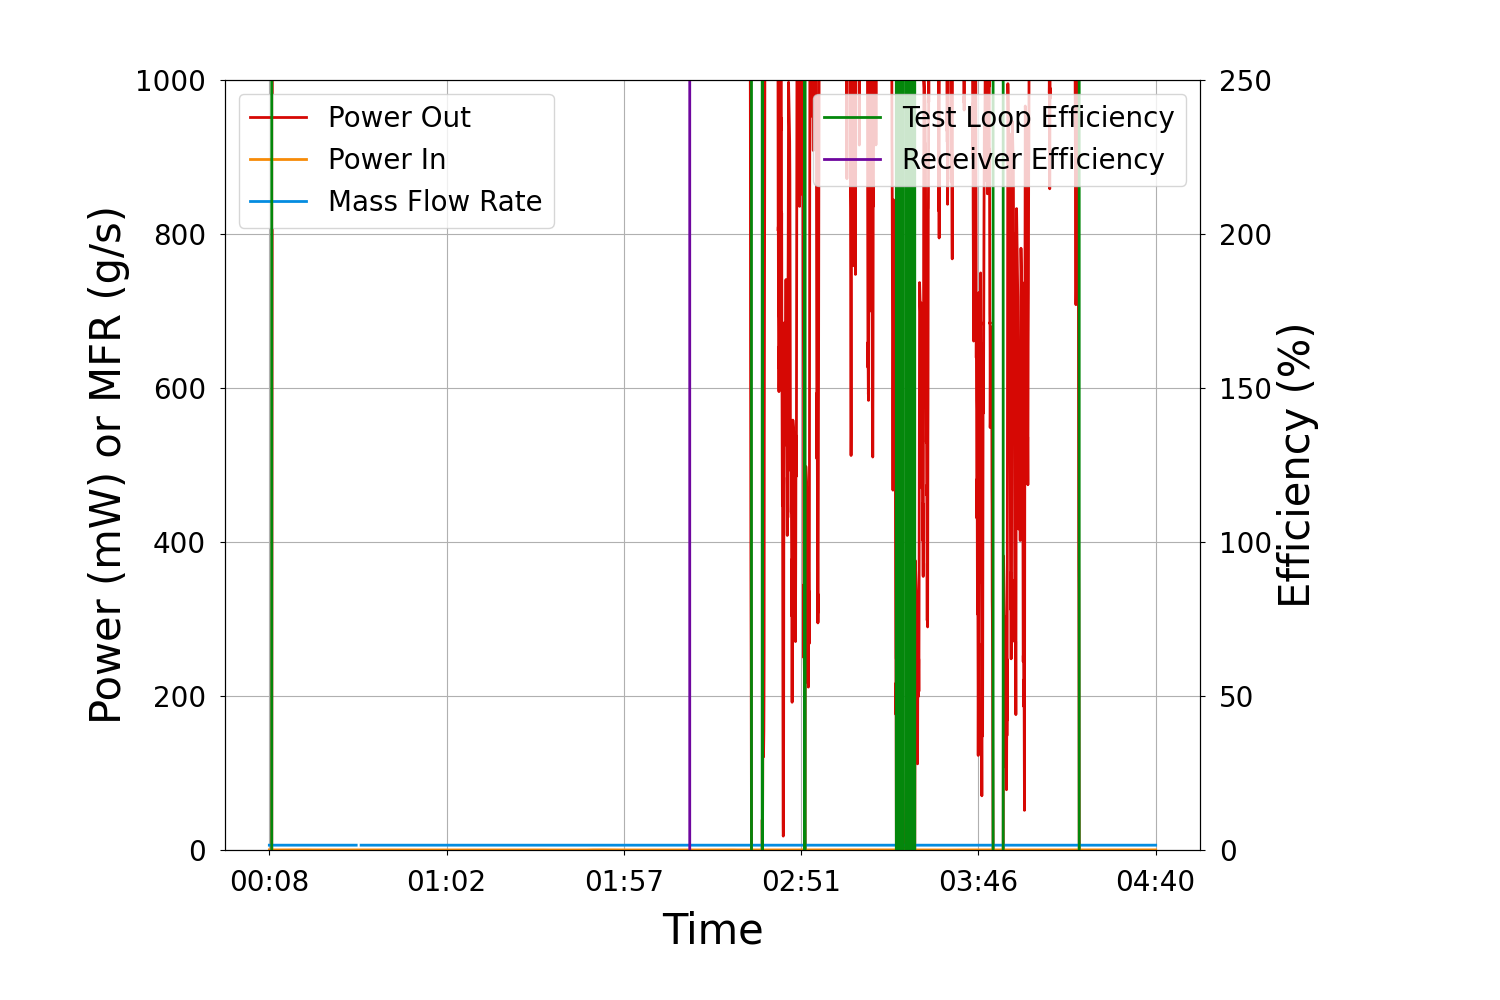 Power (mW) or MFR (g/s)
1000
800
600
400
200
0
Power Out
Power In
Mass Flow Rate
Test Loop Efficiency
Receiver Efficiency
250
200
150
100
50
0
Efficiency (%)
00:08 01:02 01:57 02:51 03:46 04:40
Time